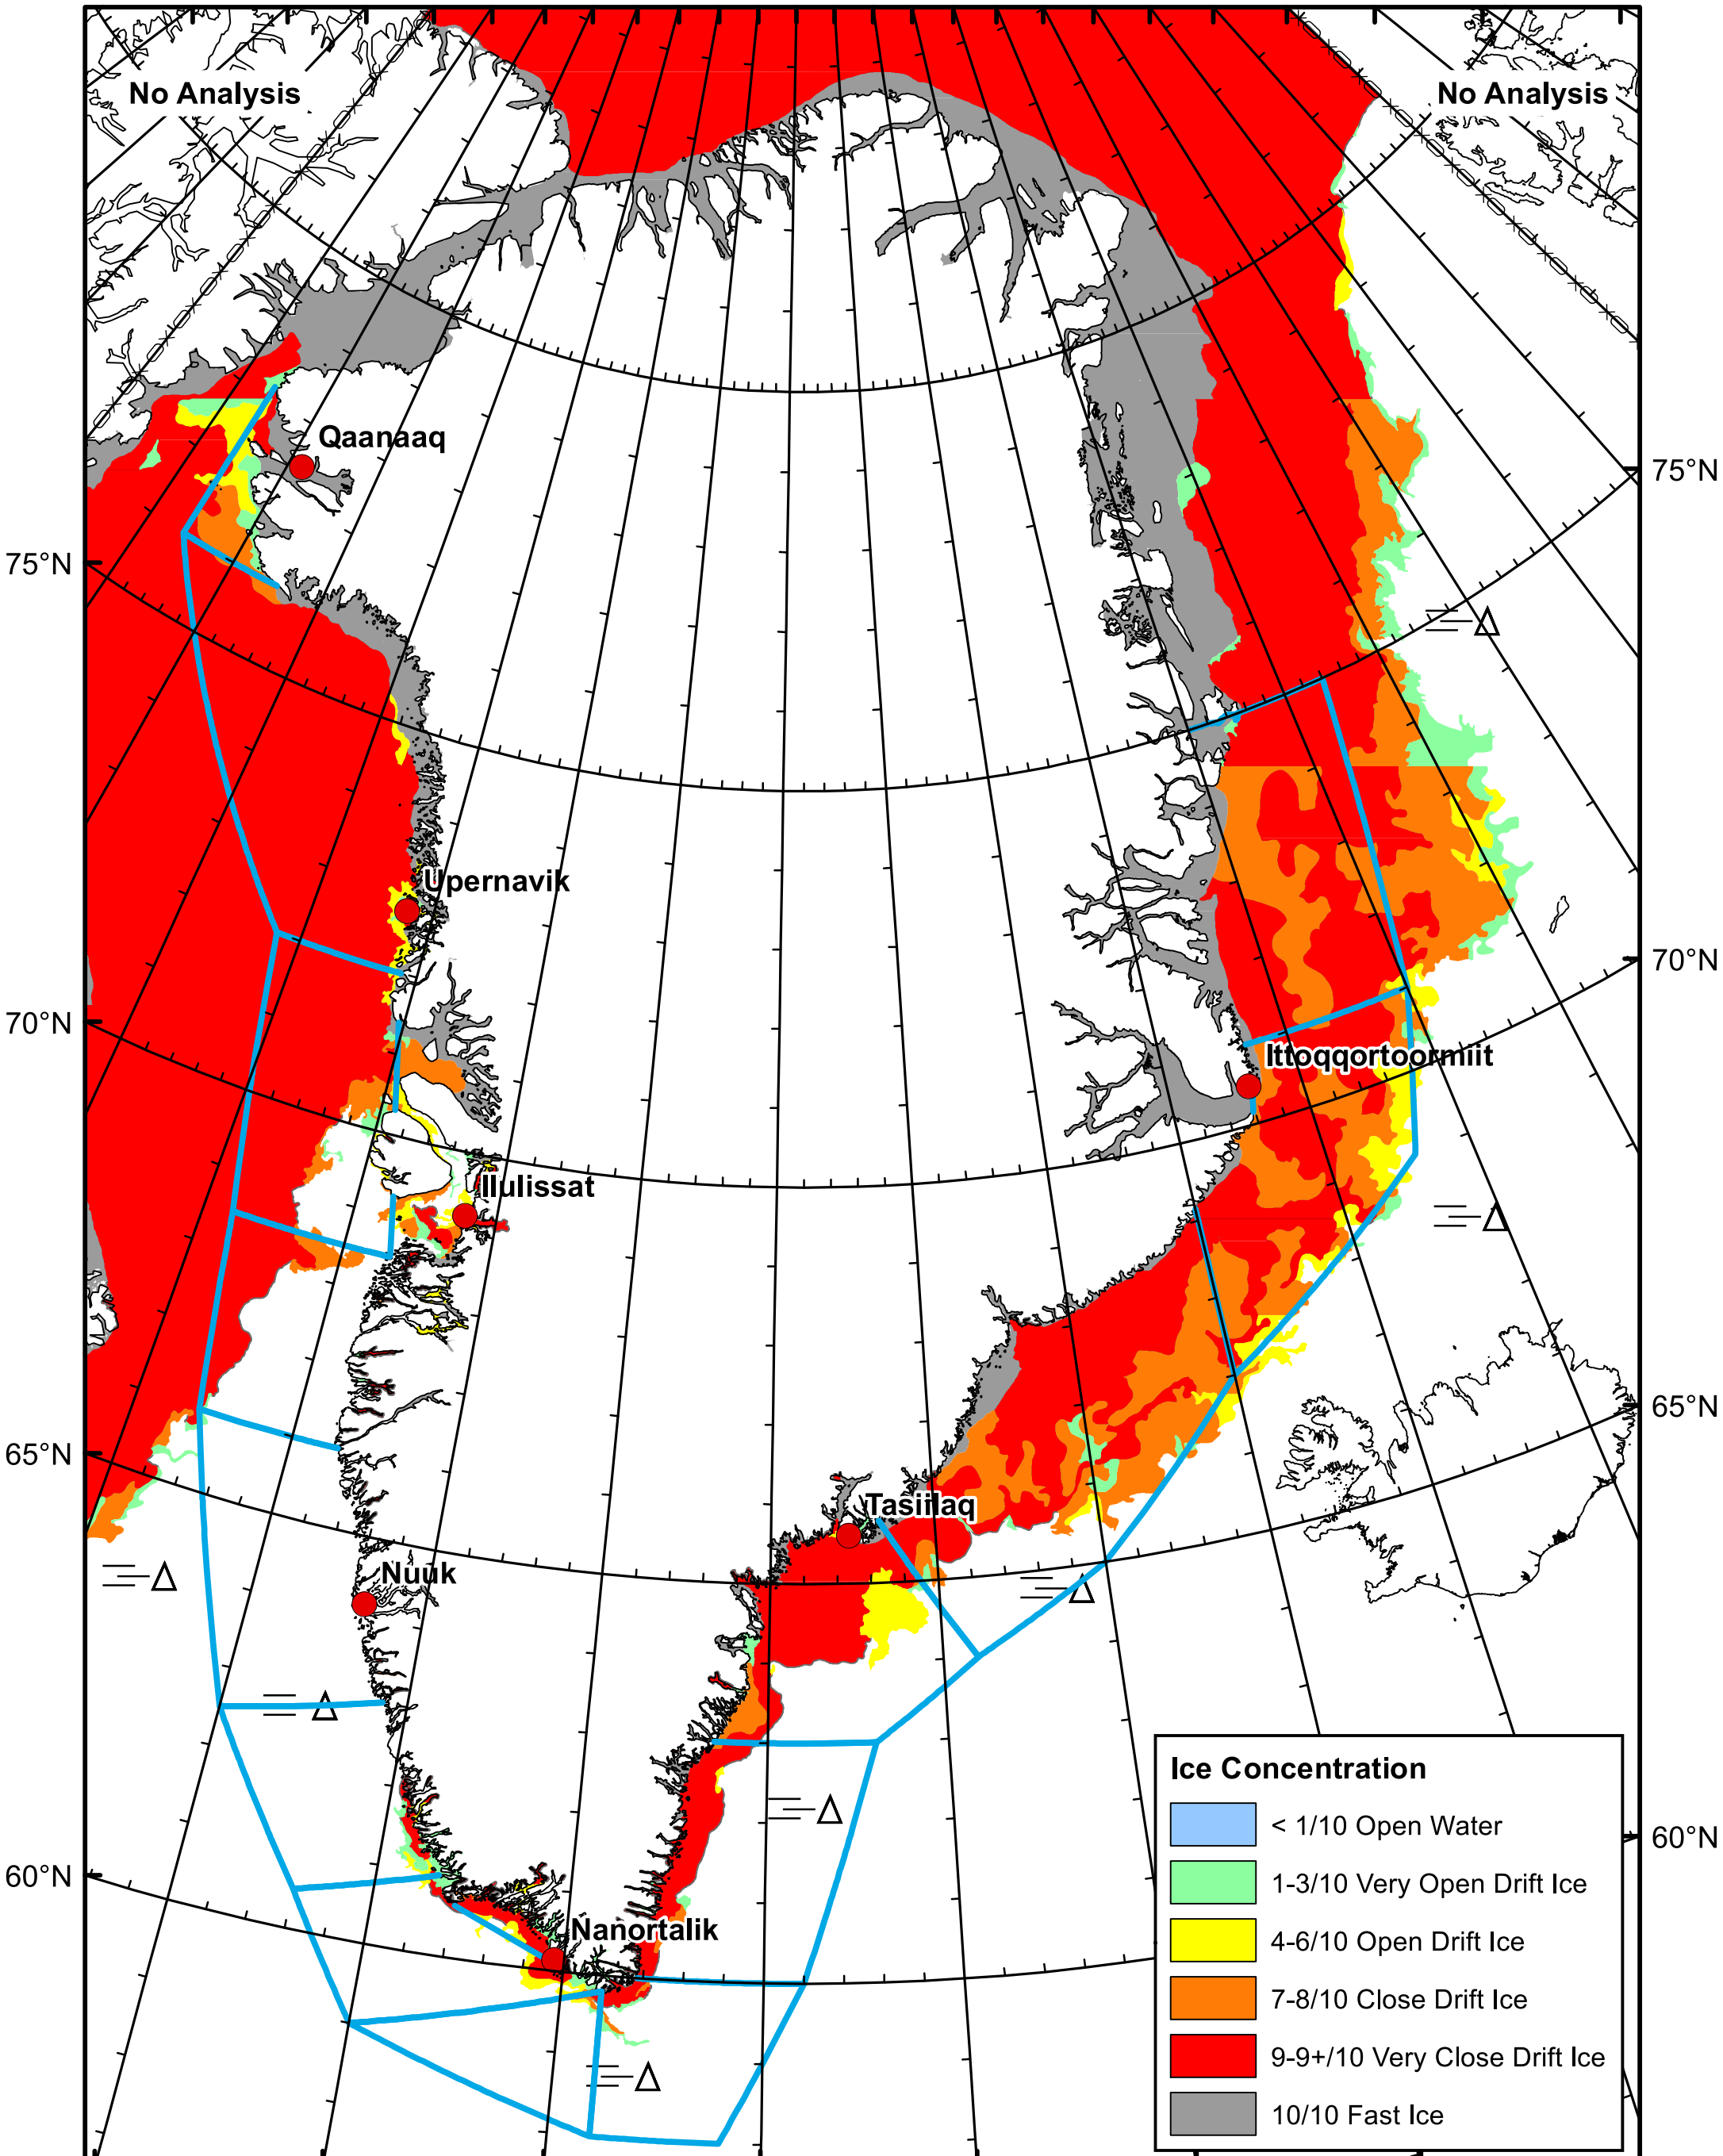 No Analysis
No Analysis
Qaanaaq
75°N
75°N
Upernavik
70°N
70°N
Ittoqqortoormiit
Ilulissat
65°N
65°N
Tasiilaq
Nuuk
Ice Concentration
< 1/10 Open Water
60°N
60°N
1-3/10 Very Open Drift Ice
Nanortalik
4-6/10 Open Drift Ice
7-8/10 Close Drift Ice
9-9+/10 Very Close Drift Ice
10/10 Fast Ice